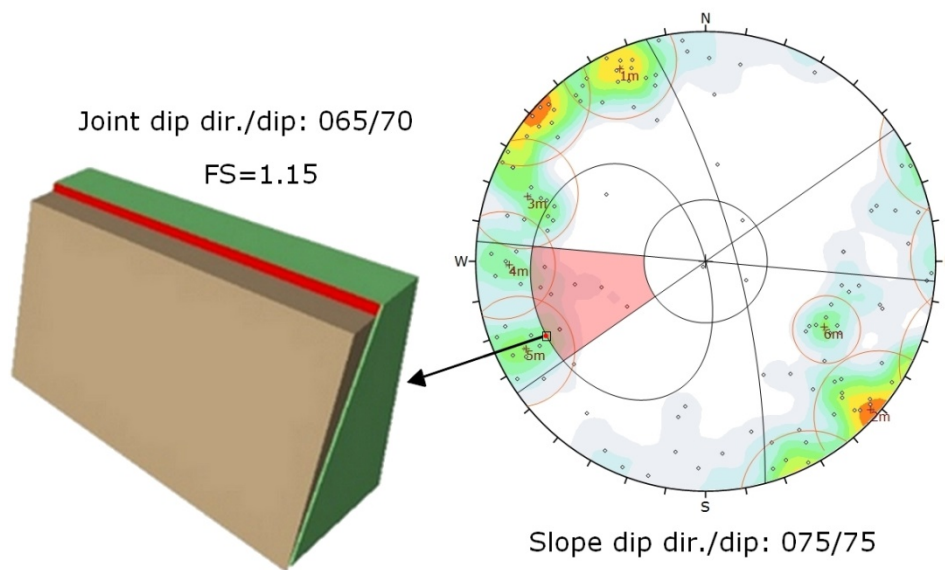 Joint dip dir./dip: 065/70
FS=1.15
N
1m
3m
W
4m
5m
6m
2m
S
Slope dip dir./dip: 075/75